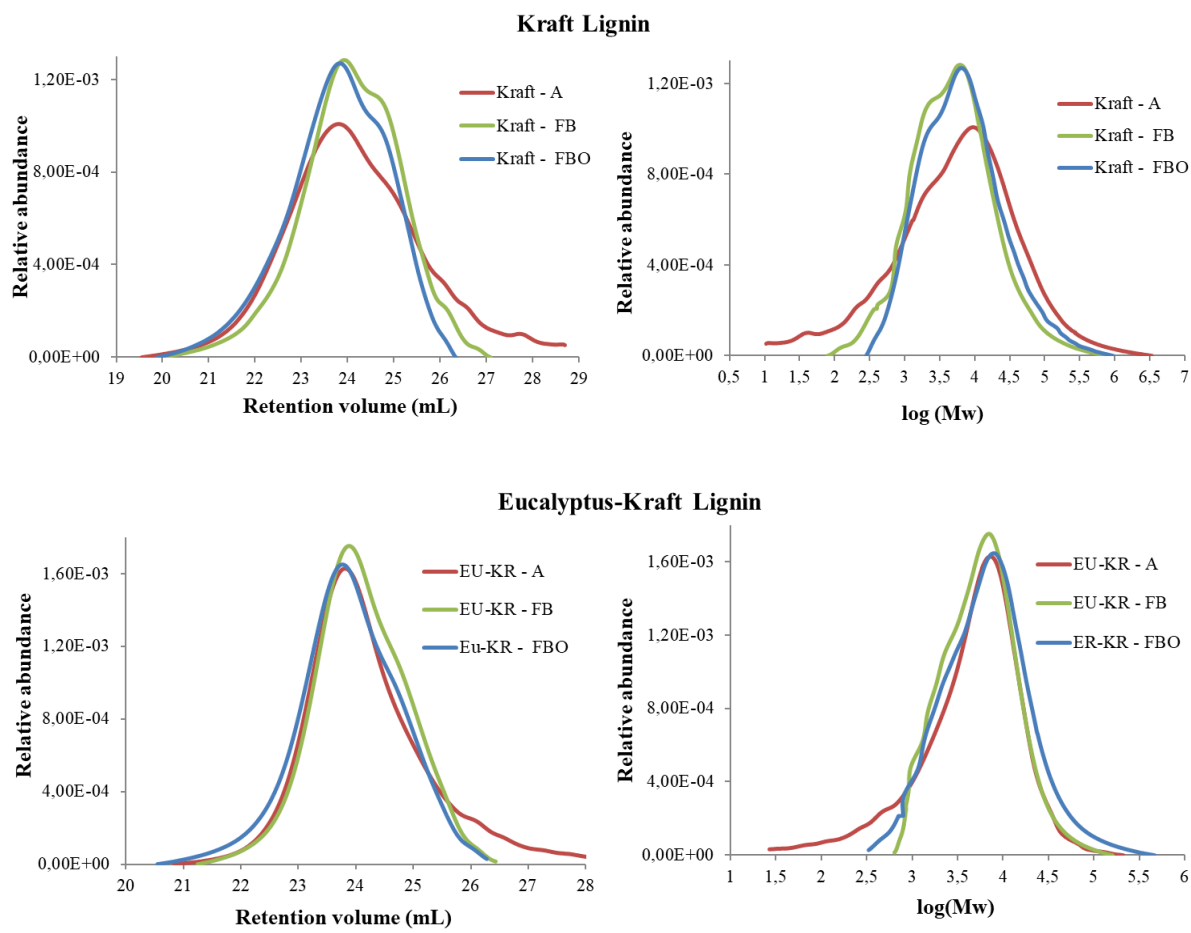 Kraft Lignin
Relative abundance
1,20E-03
8,00E-04
4,00E-04
0,00E+00
19 20 21 22 23 24 25 26 27 28 29
Retention volume (mL)
Kraft - A
Kraft - FB
Kraft - FBO
Relative abundance
1,20E-03
8,00E-04
4,00E-04
0,00E+00
0,5 1 1,5 2 2,5 3 3,5 4 4,5 5 5,5 6 6,5 7
log (Mw)
Kraft - A
Kraft - FB
Kraft - FBO
Eucalyptus-Kraft Lignin
Relative abundance
1,60E-03
1,20E-03
8,00E-04
4,00E-04
0,00E+00
20 21 22 23 24 25 26 27 28
Retention volume (mL)
EU-KR - A
EU-KR - FB
Eu-KR - FBO
Relative abundance
1,60E-03
1,20E-03
8,00E-04
4,00E-04
0,00E+00
1 1,5 2 2,5 3 3,5 4 4,5 5 5,5 6
log(Mw)
EU-KR - A
EU-KR - FB
ER-KR - FBO